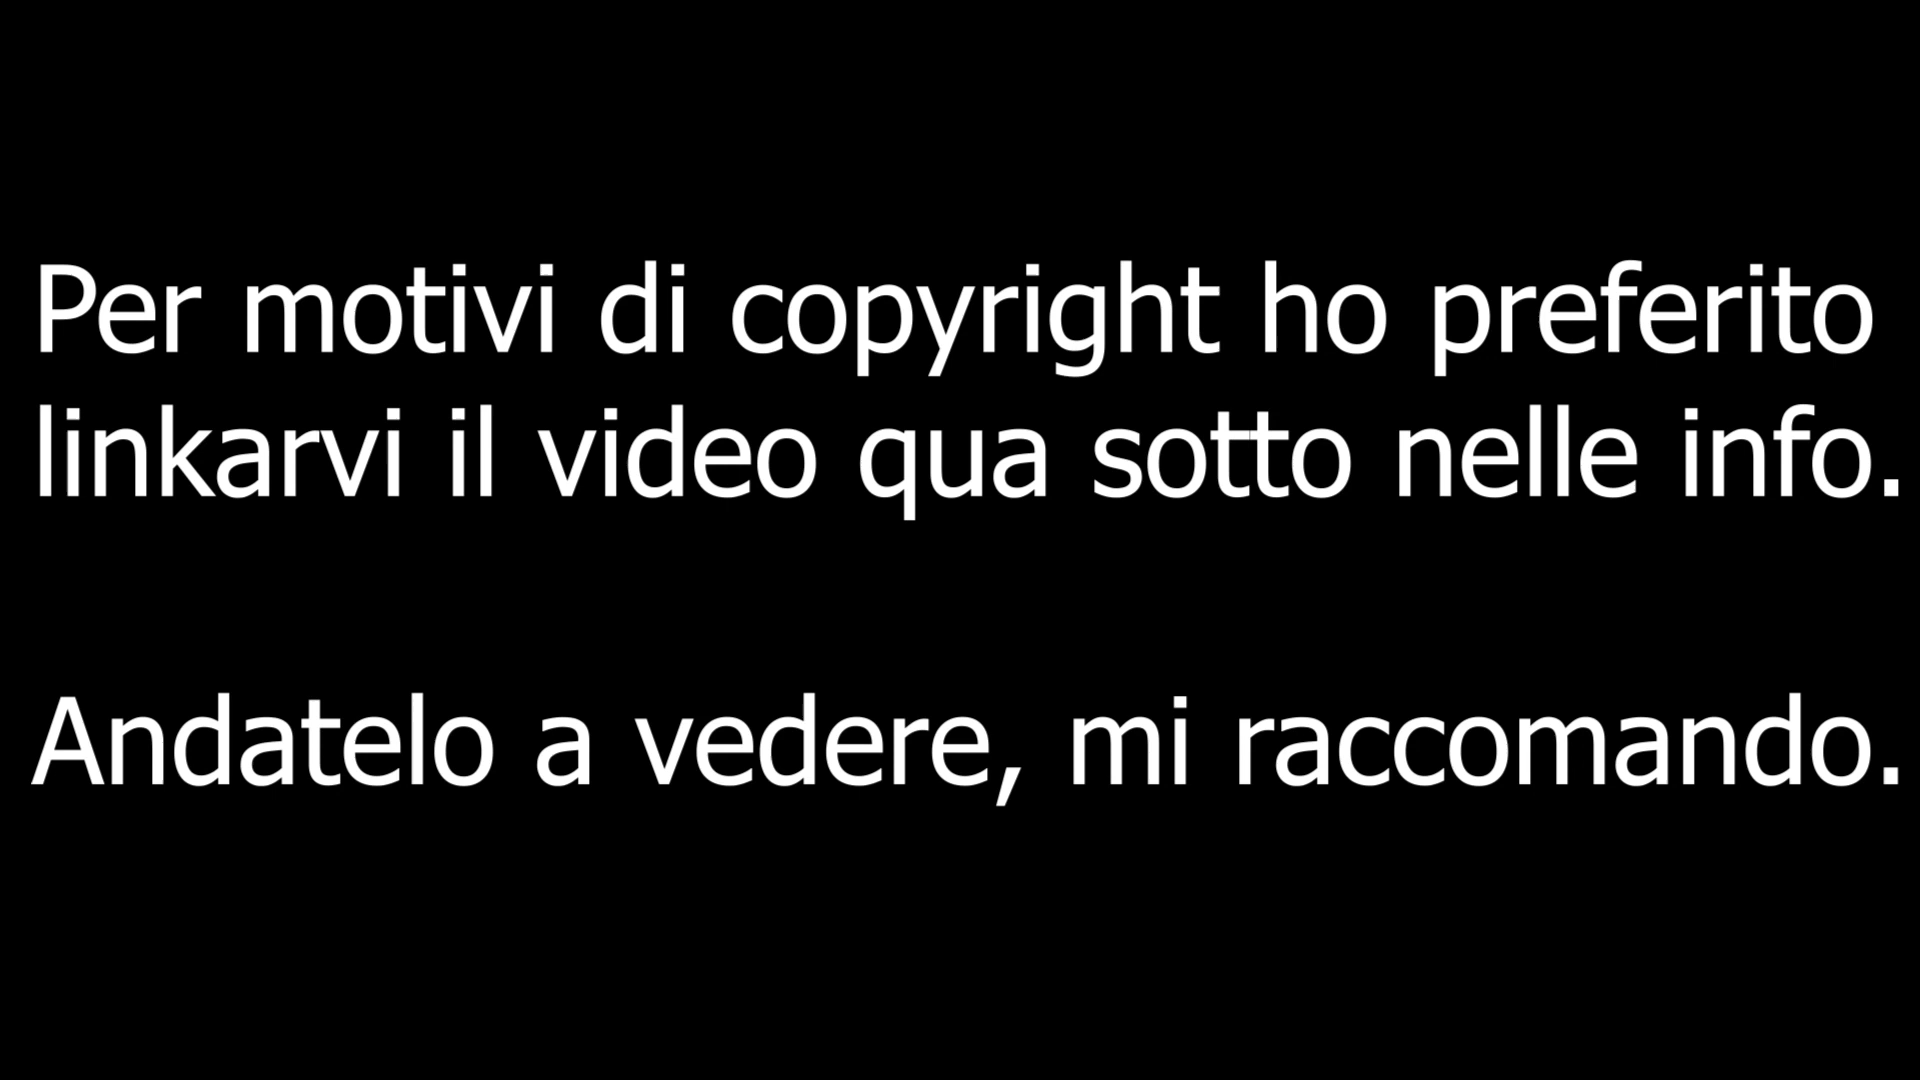 Per motivi di copyright ho preferito
linkarvi il video qua sotto nelle info.
Andatelo a vedere, mi raccomando.